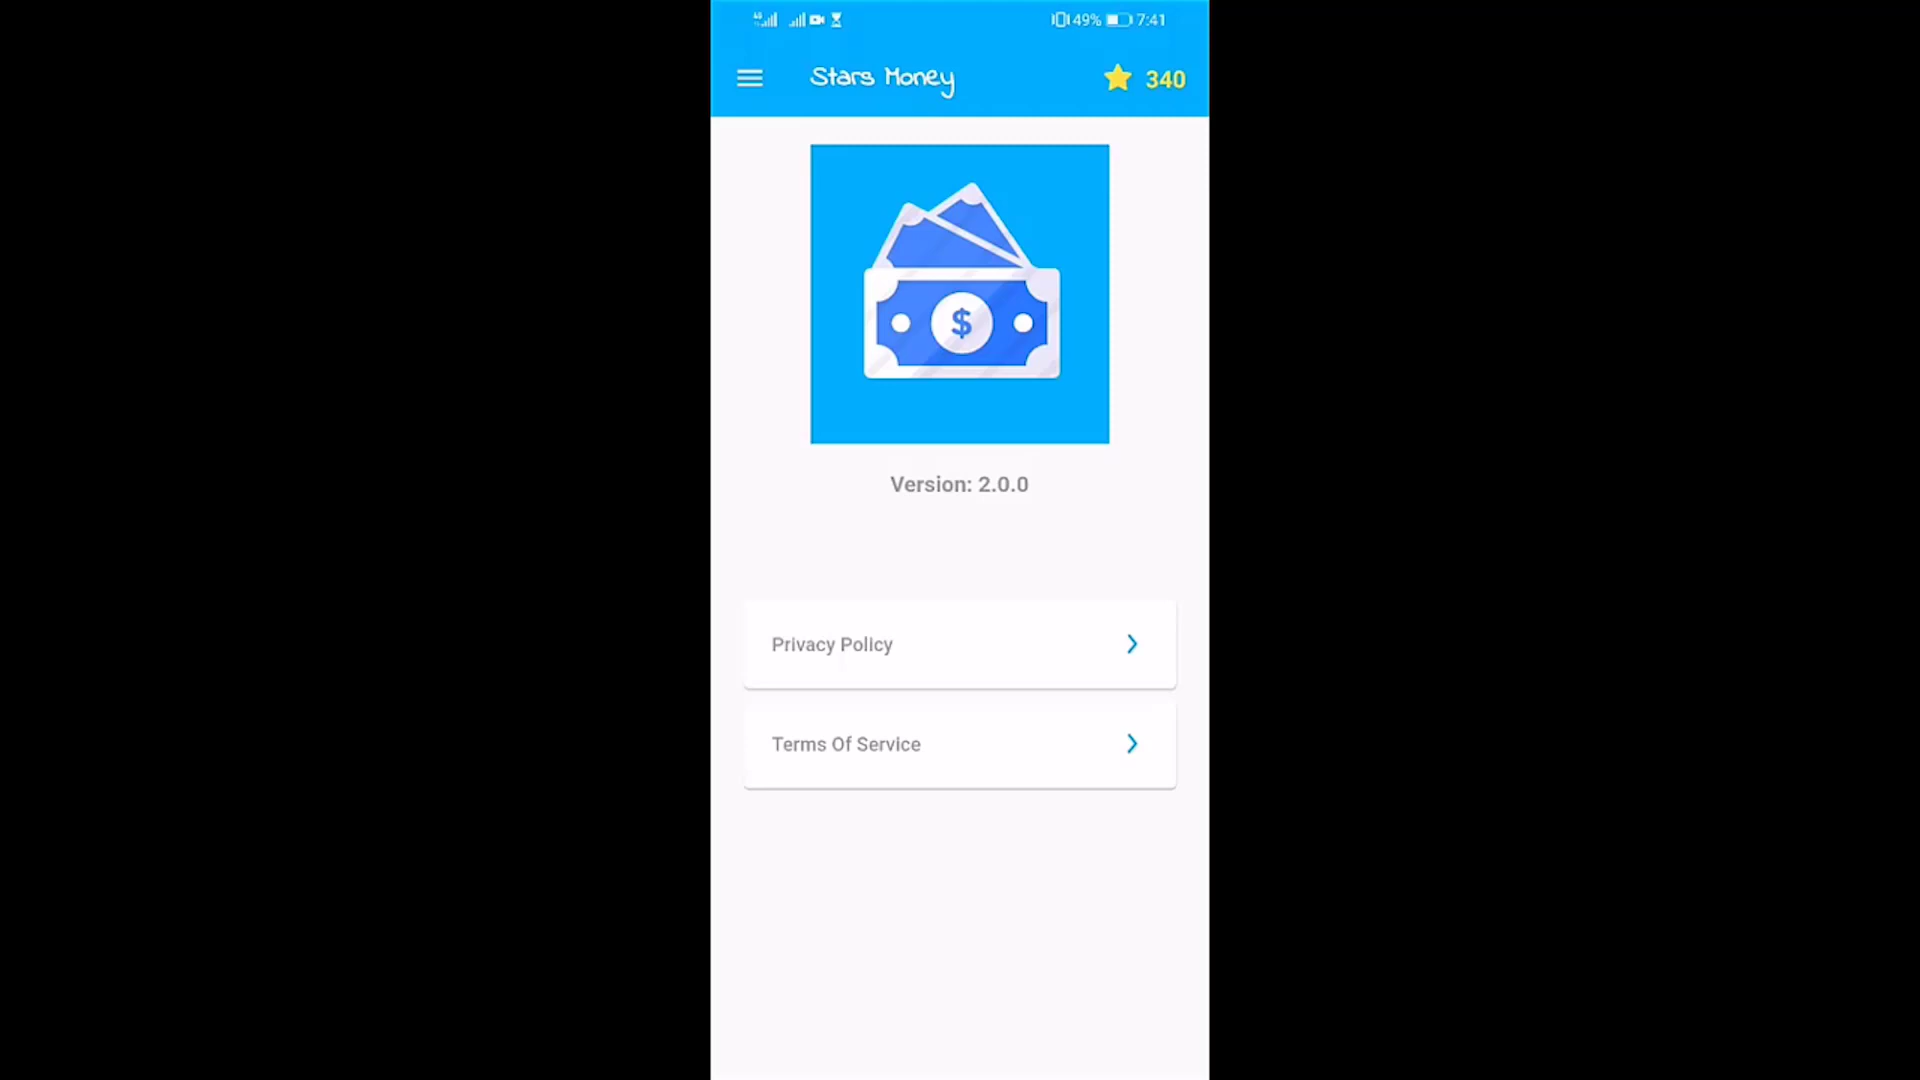 49% 7:41
Stars Money 340
$
Version: 2.0.0
Privacy Policy
Terms Of Service